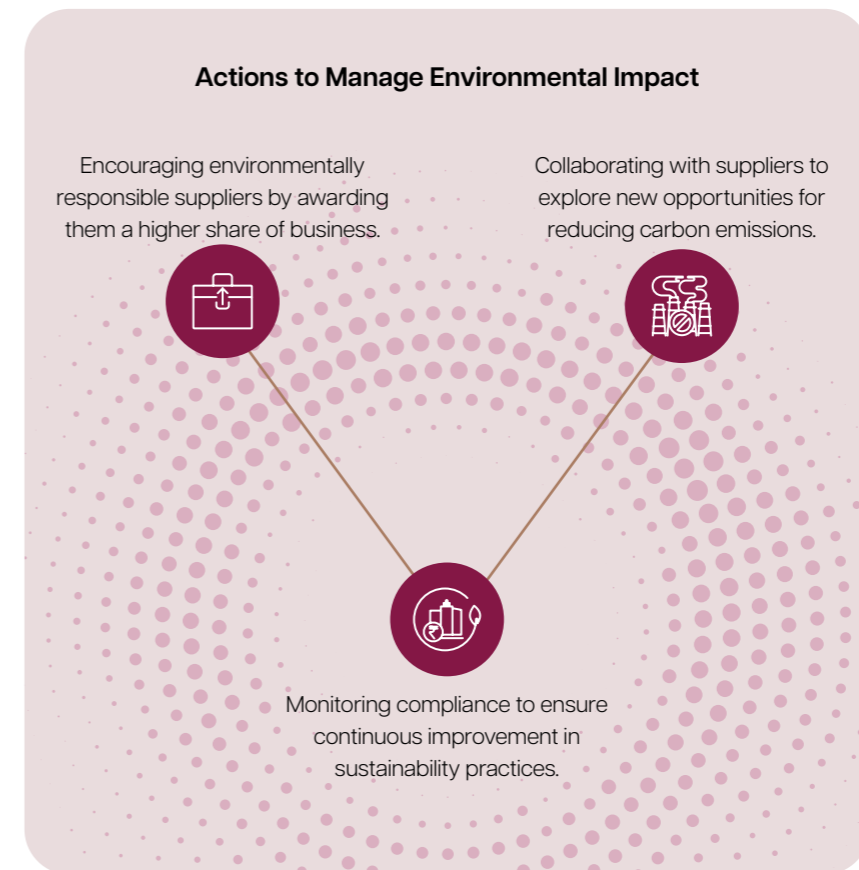 Actions to Manage Environmental Impact
Encouraging environmentally
responsible suppliers by awarding
them a higher share of business.
Collaborating with suppliers to
explore new opportunities for
reducing carbon emissions.
₹
Monitoring compliance to ensure
continuous improvement in
sustainability practices.